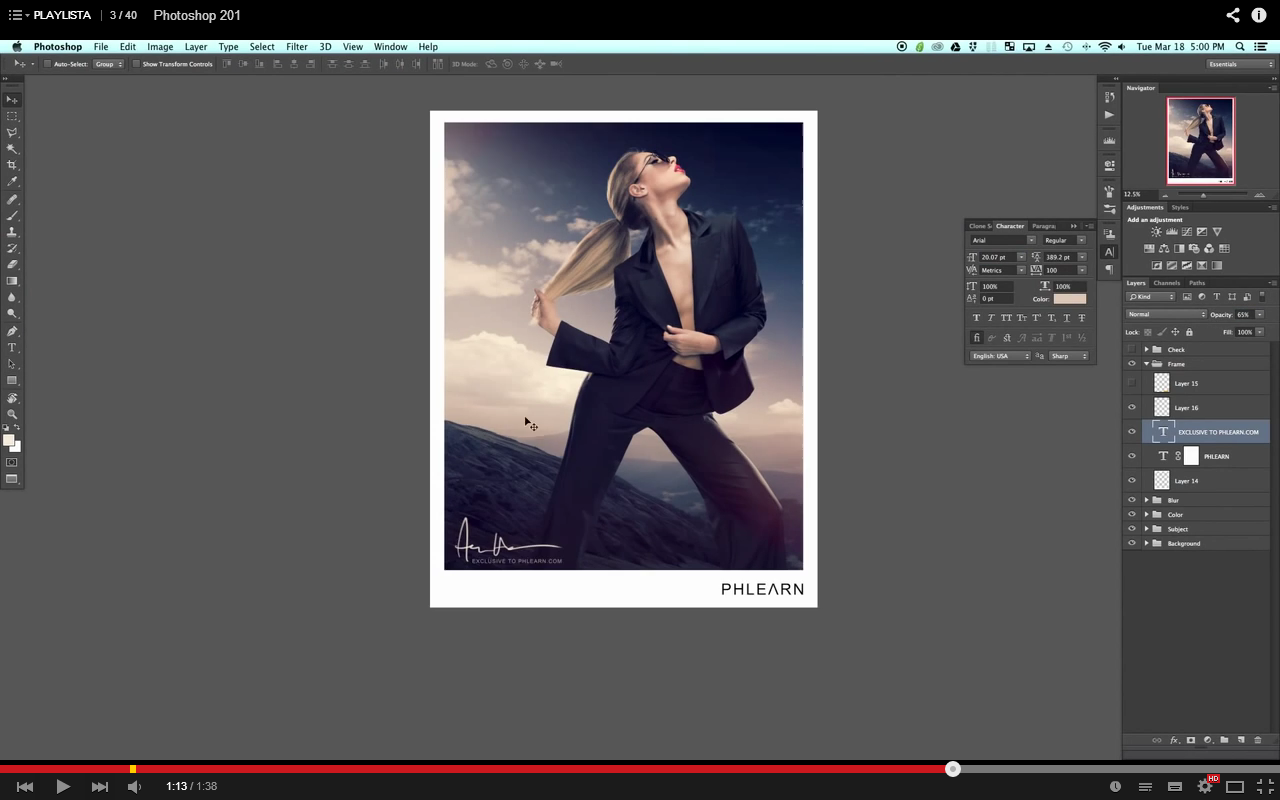 PLAYLISTA | 3 / 40 Photoshop 201
Photoshop File Edit Image Layer Type Select Filter 3D View Window Help Tue Mar 18 5:00 PM
Auto-Select: Group Show Transform Controls 3D Mode: Essentials
Navigator
12.5%
Adjustments Styles
Add an adjustment
Clone S Character Paragra
Arial Regular
20.07 pt 389.2 pt
Metrics 100
100% 100%
0 pt Color:
English: USA Sharp
Layers Channels Paths
Kind
Normal Opacity: 65%
Lock: Fill: 100%
Check
Frame
Layer 15
Layer 16
EXCLUSIVE TO PHLEARN.COM
PHLEARN
Layer 14
Blur
Color
Subject
Background
EXCLUSIVE TO PHLEARN.COM
PHLEΛRN
1:13 / 1:38
HD